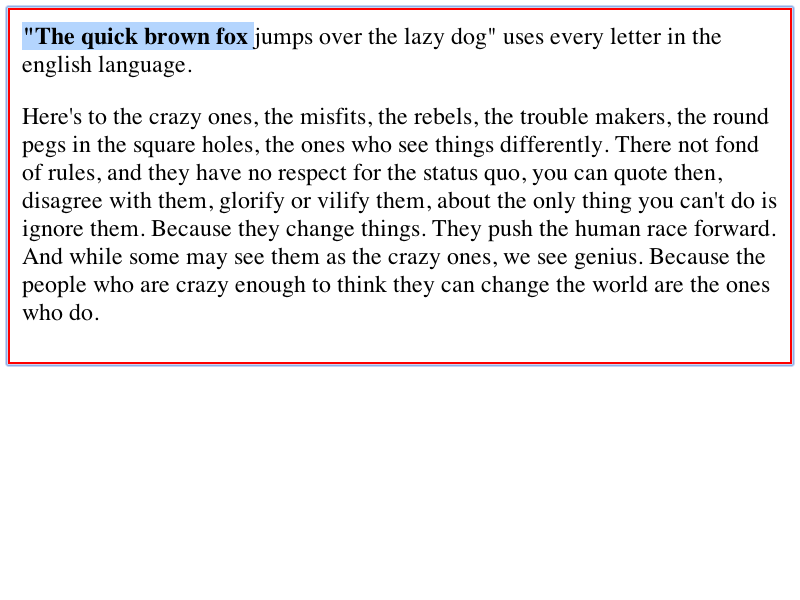 "The quick brown fox jumps over the lazy dog" uses every letter in the
english language.
Here's to the crazy ones, the misfits, the rebels, the trouble makers, the round
pegs in the square holes, the ones who see things differently. There not fond
of rules, and they have no respect for the status quo, you can quote then,
disagree with them, glorify or vilify them, about the only thing you can't do is
ignore them. Because they change things. They push the human race forward.
And while some may see them as the crazy ones, we see genius. Because the
people who are crazy enough to think they can change the world are the ones
who do.